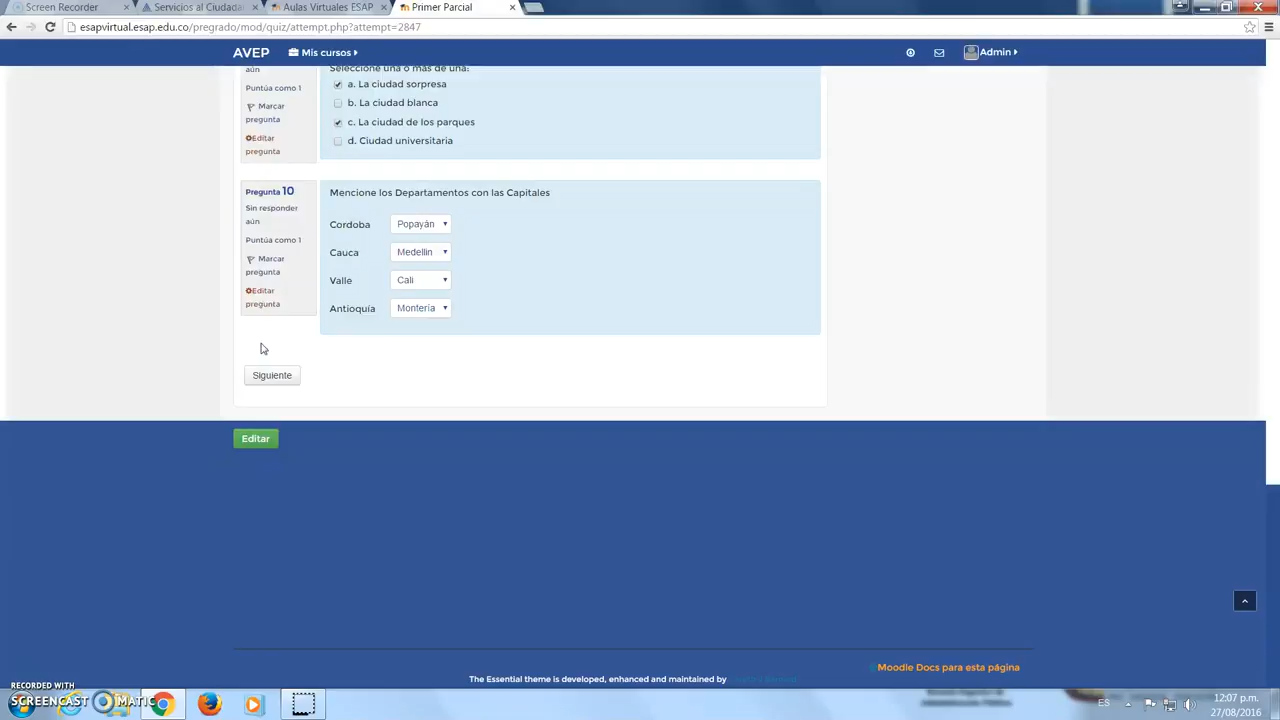 Screen Recorder
Servicios al Ciudadan
Aulas Virtuales ESAP
Primer Parcial
esapvirtual.esap.edu.co/pregrado/mod/quiz/attempt.php?attempt=2847
AVEP
Mis cursos
Admin
Seleccione una o más de una:
aún
Puntúa como 1
Marcar
pregunta
Editar
pregunta
a. La ciudad sorpresa
b. La ciudad blanca
c. La ciudad de los parques
d. Ciudad universitaria
Pregunta 10
Sin responder
aún
Puntúa como 1
Marcar
pregunta
Editar
pregunta
Mencione los Departamentos con las Capitales
Cordoba Popayán
Cauca Medellin
Valle Cali
Antioquía Montería
Siguiente
Editar
Moodle Docs para esta página
The Essential theme is developed, enhanced and maintained by
RECORDED WITH
SCREENCAST MATIC
ES
12:07 p.m.
27/08/2016